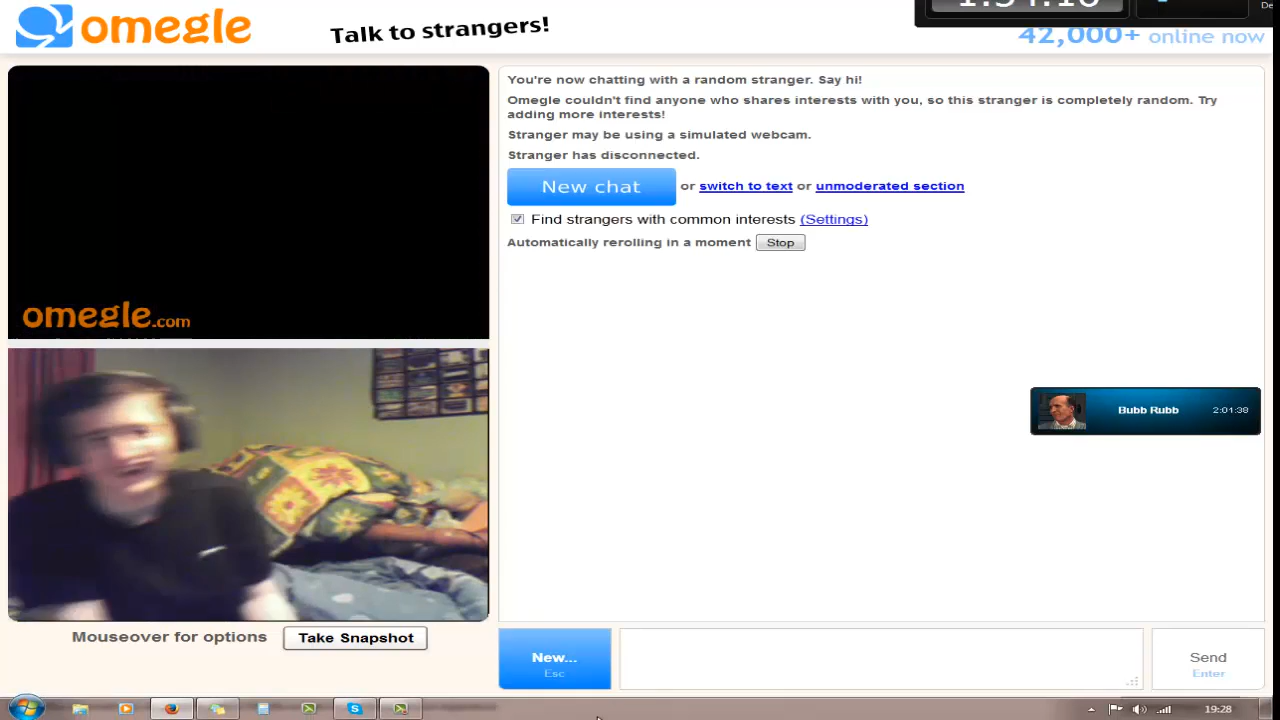 omegle
Talk to strangers!
42,000+ online now
You're now chatting with a random stranger. Say hi!
Omegle couldn't find anyone who shares interests with you, so this stranger is completely random. Try
adding more interests!
Stranger may be using a simulated webcam.
Stranger has disconnected.
New chat or switch to text or unmoderated section
Find strangers with common interests (Settings)
Automatically rerolling in a moment Stop
omegle.com
Bubb Rubb 2:01:38
Mouseover for options Take Snapshot
New...
Esc
Send
Enter
19:28